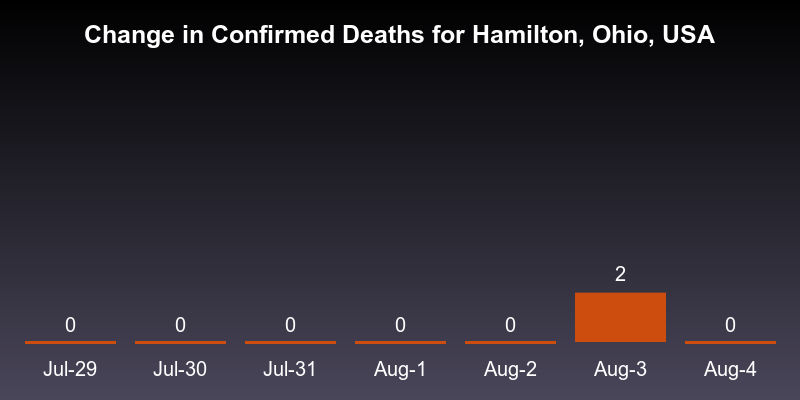 Change in Confirmed Deaths for Hamilton, Ohio, USA
2
0 0 0 0 0 0
Jul-29 Jul-30 Jul-31 Aug-1 Aug-2 Aug-3 Aug-4